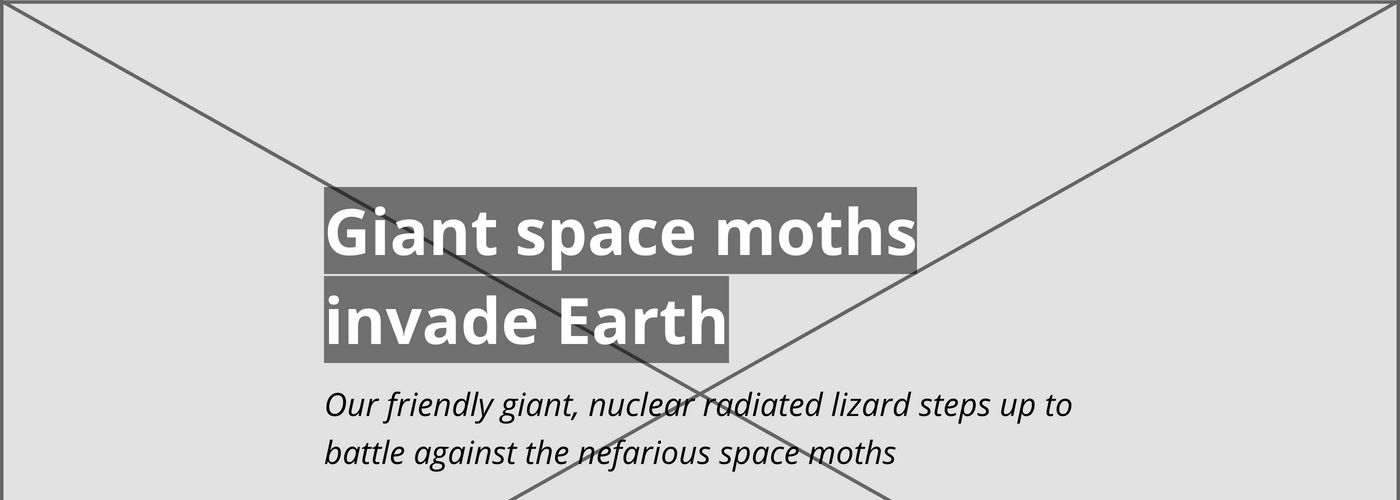 Giant space moths
invade Earth
Our friendly giant, nuclear radiated lizard steps up to
battle against the nefarious space moths